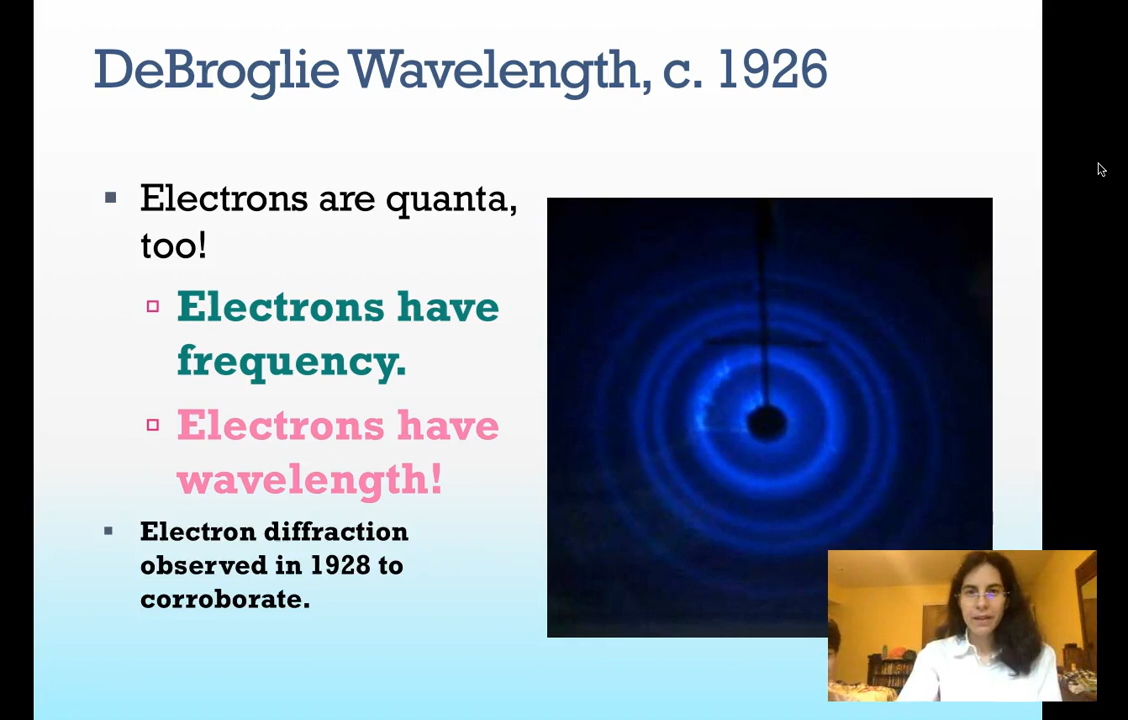 DeBroglie Wavelength, c. 1926
Electrons are quanta,
too!
Electrons have
frequency.
Electrons have
wavelength!
Electron diffraction
observed in 1928 to
corroborate.